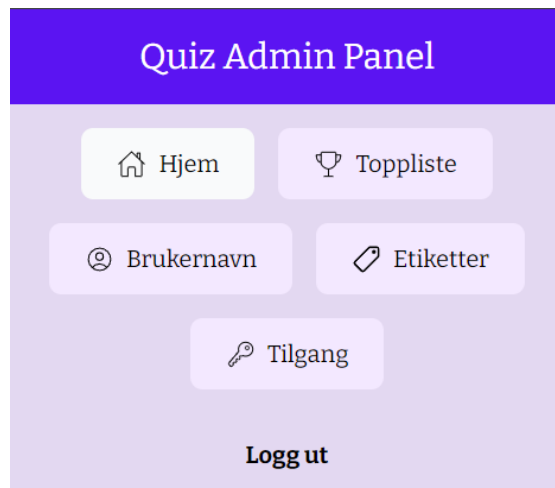 Quiz Admin Panel
Hjem
Toppliste
Brukernavn
Etiketter
Tilgang
Logg ut